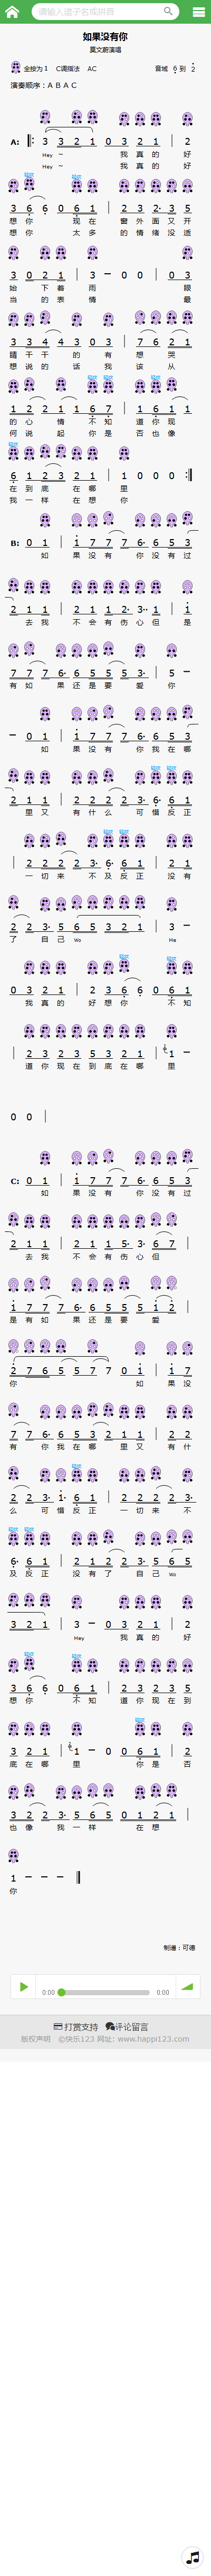 请输入谱子名或拼音
如果没有你
莫文蔚演唱
全按为1 C调指法 AC 音域 6 到 2
演奏顺序：A B A C
A: 3 3 2 1 0 3 2 1 2
Hey ~ 我 真 的 好
Hey ~ 我 真 的 好
3 6 6 0 6 1 2 3 2· 3 5
想 你 现 在 窗 外 面 又 开
想 你 太 多 的 情 绪 没 适
3 0 2 1 3 － 0 0 0 3
始 下 着 雨 眼
当 的 表 情 最
3 3 4 4 3 0 3 7 6 2 1
睛 干 干 的 有 想 哭
想 说 的 话 我 该 从
1 2 2 1 1 6 7 1 6 1 1
的 心 情 不 知 道 你 现
何 说 起 你 是 否 也 像
6 1 2 3 2 1 1 0 0 0
在 到 底 在 哪 里
我 一 样 在 想 你
B: 0 1 1 7 7 7 6· 6 5 3
如 果 没 有 你 没 有 过
2 1 1 2 1 1 2· 3· 1 1
去 我 不 会 有 伤 心 但 是
7 7 7 6· 6 5 5 5 3· 5 －
有 如 果 还 是 要 爱 你
－ 0 1 1 7 7 7 6· 6 5 3
如 果 没 有 你 我 在 哪
2 1 1 2 2 2 2 3· 6· 6 1
里 又 有 什 么 可 惜 反 正
2 2 2 2 3· 6· 6 1 2 1
一 切 来 不 及 反 正 没 有
2 2 3· 5 6 5 3 2 1 3 －
了 自 己 Wo He
0 3 2 1 2 3 6 6 0 6 1
我 真 的 好 想 你 不 知
2 3 2 3 5 3 2 1 1 －
道 你 现 在 到 底 在 哪 里
0 0
C: 0 1 1 7 7 7 6· 6 5 3
如 果 没 有 你 没 有 过
2 1 1 2 1 1 5· 3· 6 7
去 我 不 会 有 伤 心 但
1 7 7 7 6· 6 5 5 5 1 2
是 有 如 果 还 是 要 爱
2 7 6 5 5 7 7 0 1 1 7
你 如 果 没
7 7 6· 6 5 3 2 1 1 2 2
有 你 我 在 哪 里 又 有 什
2 2 3· 1· 6 1 2 2 2 2 3·
么 可 惜 反 正 一 切 来 不
6· 6 1 2 1 2 2 3· 5 6 5
及 反 正 没 有 了 自 己 Wo
3 2 1 3 － 0 3 2 1 2
Hey 我 真 的 好
3 6 6 0 6 1 2 3 2 3 5
想 你 不 知 道 你 现 在 到
3 2 1 1 － 0 0 6 1 2
底 在 哪 里 你 是 否
3 2 2 3· 5 6 5 0 1 2 1
也 像 我 一 样 在 想
1 － － －
你
制谱：可德
0:00 0:00
打赏支持 评论留言
版权声明 ©快乐123 网址：www.happi123.com